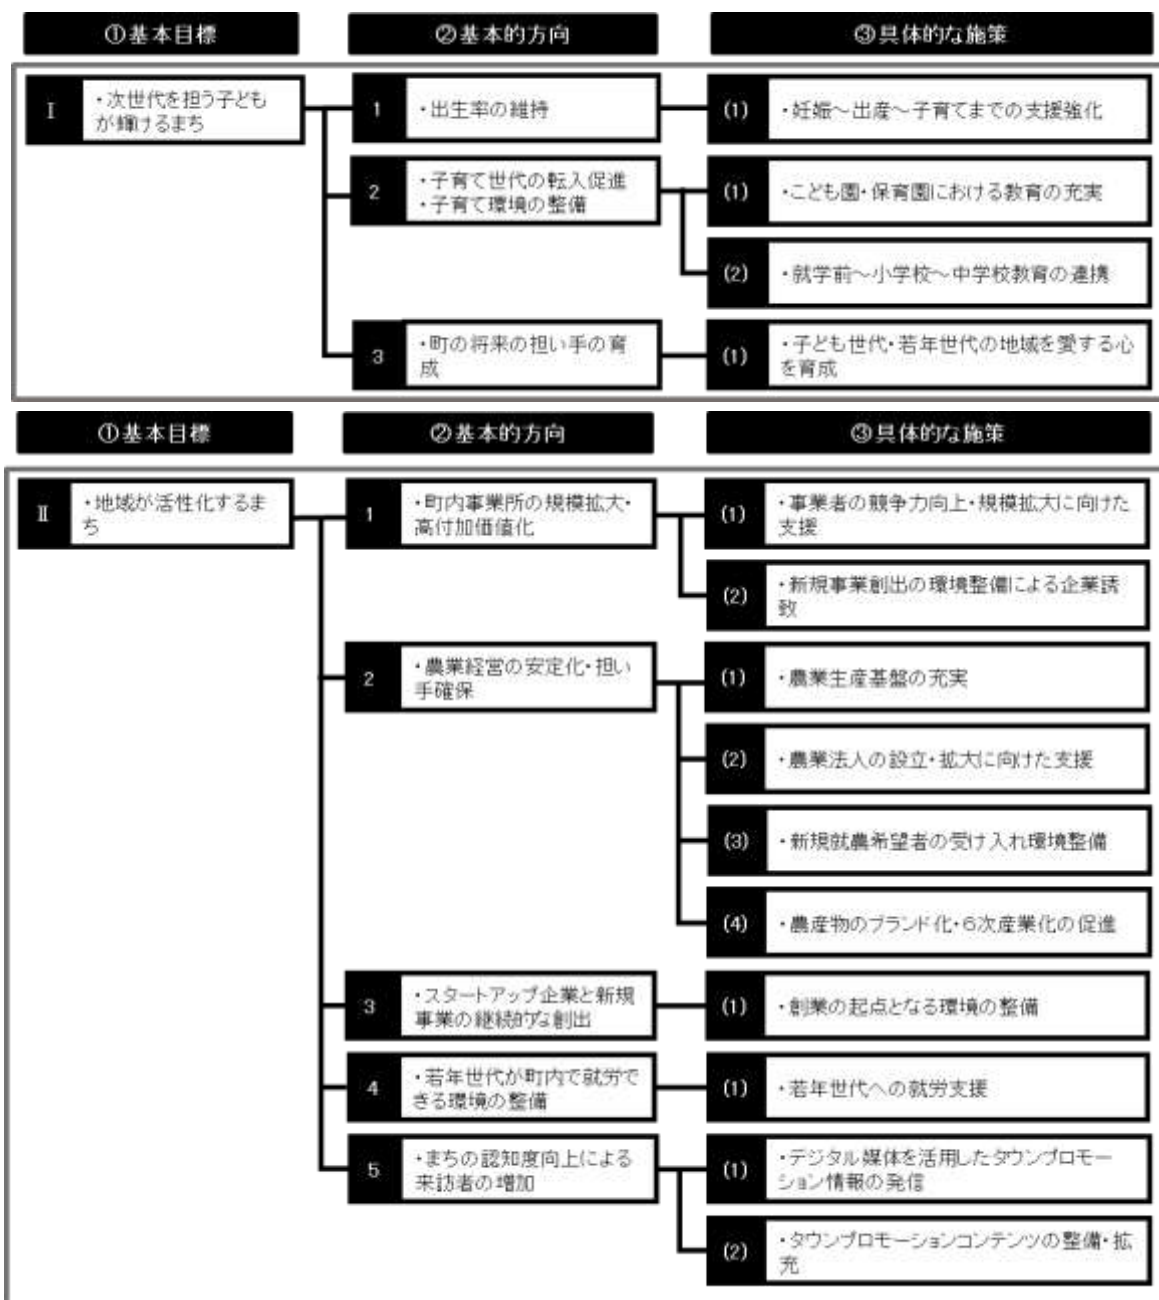 ①基本目標 ②基本的方向 ③具体的な施策
Ⅰ ・次世代を担う子ども
が輝けるまち
1 ・出生率の維持
(1) ・妊娠～出産～子育てまでの支援強化
2 ・子育て世代の転入促進
・子育て環境の整備
(1) ・こども園・保育園における教育の充実
(2) ・就学前～小学校～中学校教育の連携
3 ・町の将来の担い手の育
成
(1) ・子ども世代・若年世代の地域を愛する心
を育成
①基本目標 ②基本的方向 ③具体的な施策
Ⅱ ・地域が活性化するま
ち
1 ・町内事業所の規模拡大・
高付加価値化
(1) ・事業者の競争力向上・規模拡大に向けた
支援
(2) ・新規事業創出の環境整備による企業誘
致
2 ・農業経営の安定化・担い
手確保
(1) ・農業生産基盤の充実
(2) ・農業法人の設立・拡大に向けた支援
(3) ・新規就農希望者の受け入れ環境整備
(4) ・農産物のブランド化・6次産業化の促進
3 ・スタートアップ企業と新規
事業の継続的な創出
(1) ・創業の起点となる環境の整備
4 ・若年世代が町内で就労で
きる環境の整備
(1) ・若年世代への就労支援
5 ・まちの認知度向上による
来訪者の増加
(1) ・デジタル媒体を活用したタウンプロモー
ション情報の発信
(2) ・タウンプロモーションコンテンツの整備・拡
充